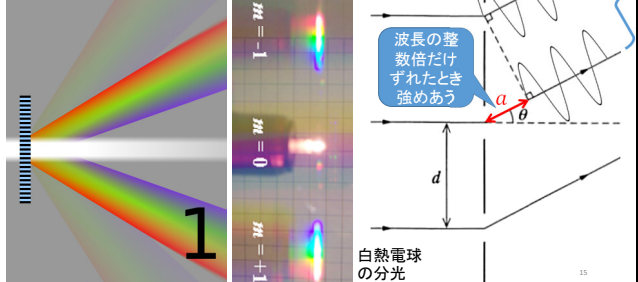 1
m = -1
m = 0
m = +1
波長の整
数倍だけ
ずれたとき
強めあう
a
θ
d
白熱電球
の分光
15